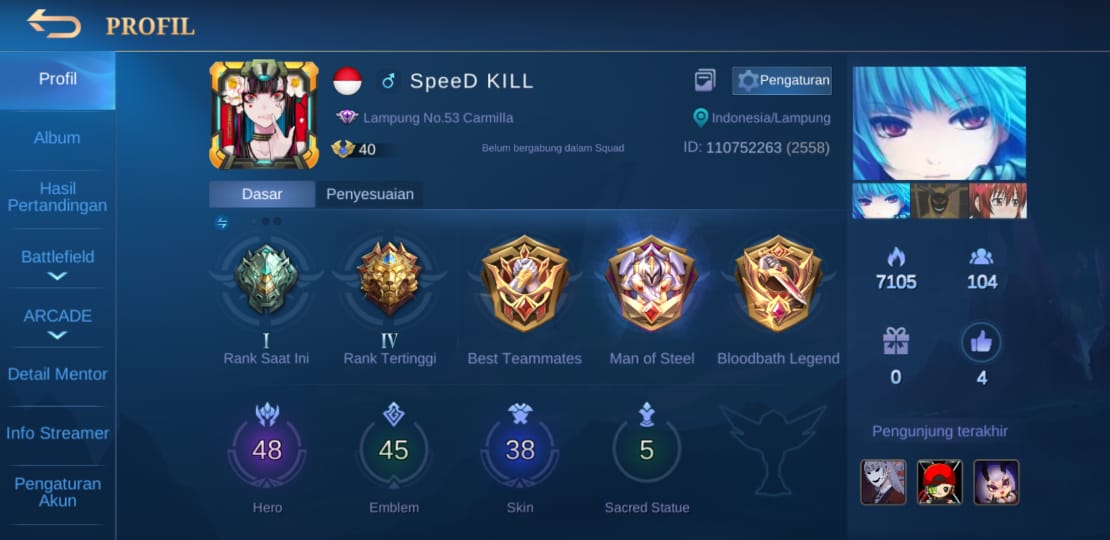 PROFIL
Profil
Album
Hasil
Pertandingan
Battlefield
ARCADE
Detail Mentor
Info Streamer
Pengaturan
Akun
SpeeD KILL
Pengaturan
Lampung No.53 Carmilla
Indonesia/Lampung
40
Belum bergabung dalam Squad
ID: 110752263 (2558)
Dasar
Penyesuaian
I
IV
Rank Saat Ini
Rank Tertinggi
Best Teammates
Man of Steel
Bloodbath Legend
48
45
38
5
Hero
Emblem
Skin
Sacred Statue
7105
104
0
4
Pengunjung terakhir